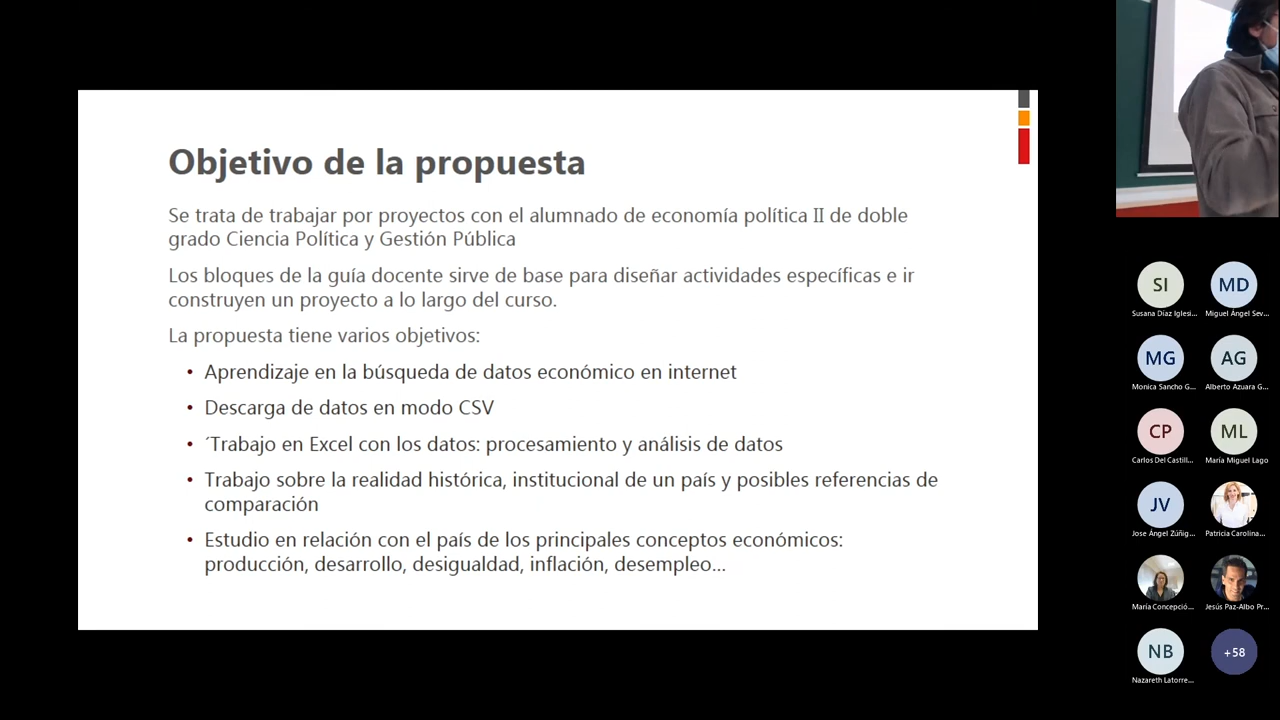 Objetivo de la propuesta
Se trata de trabajar por proyectos con el alumnado de economía política II de doble
grado Ciencia Política y Gestión Pública
Los bloques de la guía docente sirve de base para diseñar actividades específicas e ir
construyen un proyecto a lo largo del curso.
La propuesta tiene varios objetivos:
• Aprendizaje en la búsqueda de datos económico en internet
• Descarga de datos en modo CSV
• ´Trabajo en Excel con los datos: procesamiento y análisis de datos
• Trabajo sobre la realidad histórica, institucional de un país y posibles referencias de
comparación
• Estudio en relación con el país de los principales conceptos económicos:
producción, desarrollo, desigualdad, inflación, desempleo...
SI
MD
Susana Díaz Iglesi...
Miguel Ángel Sev...
MG
AG
Monica Sancho G...
Alberto Azuara G...
CP
ML
Carlos Del Castill...
María Miguel Lago
JV
Jose Ángel Zúñig...
Patricia Carolina...
María Concepció...
Jesús Paz-Albo Pr...
NB
+58
Nazareth Latorre...